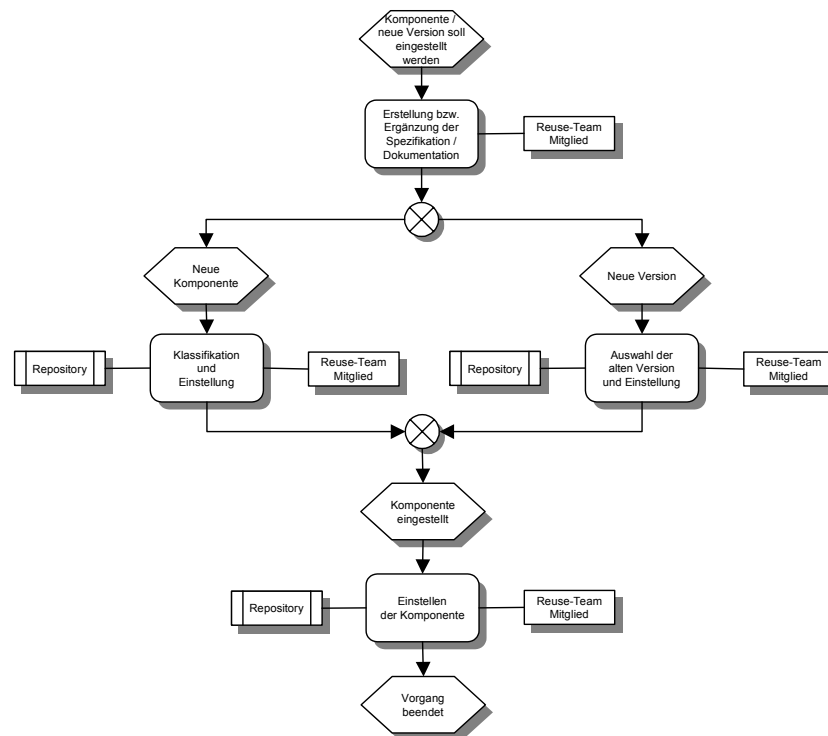 Komponente /
neue Version soll
eingestellt
werden
Erstellung bzw.
Ergänzung der
Spezifikation /
Dokumentation
Reuse-Team
Mitglied
Neue
Komponente
Neue Version
Repository
Klassifikation
und
Einstellung
Reuse-Team
Mitglied
Repository
Auswahl der
alten Version
und Einstellung
Reuse-Team
Mitglied
Komponente
eingestellt
Repository
Einstellen
der Komponente
Reuse-Team
Mitglied
Vorgang
beendet